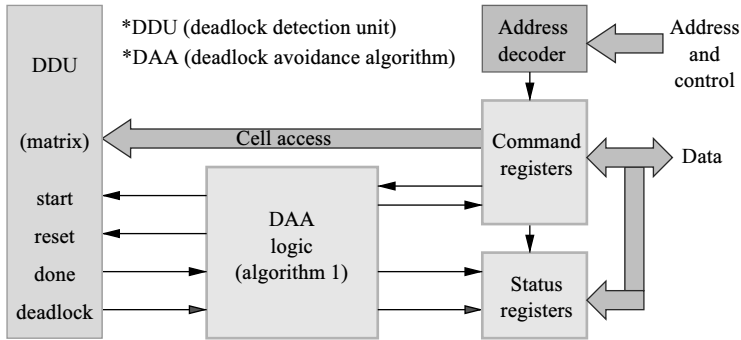 *DDU (deadlock detection unit)
*DAA (deadlock avoidance algorithm)
DDU
(matrix)
start
reset
done
deadlock
Cell access
DAA
logic
(algorithm 1)
Address
decoder
Address
and
control
Command
registers
Data
Status
registers